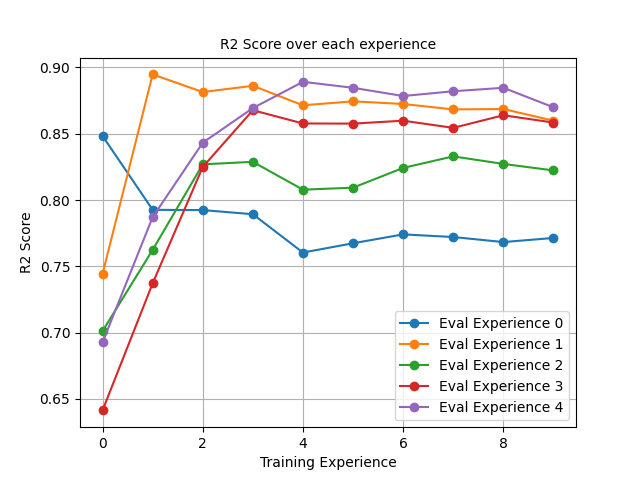 R2 Score over each experience
0.90
0.85
0.80
0.75
0.70
0.65
R2 Score
0
2
4
6
8
Training Experience
Eval Experience 0
Eval Experience 1
Eval Experience 2
Eval Experience 3
Eval Experience 4